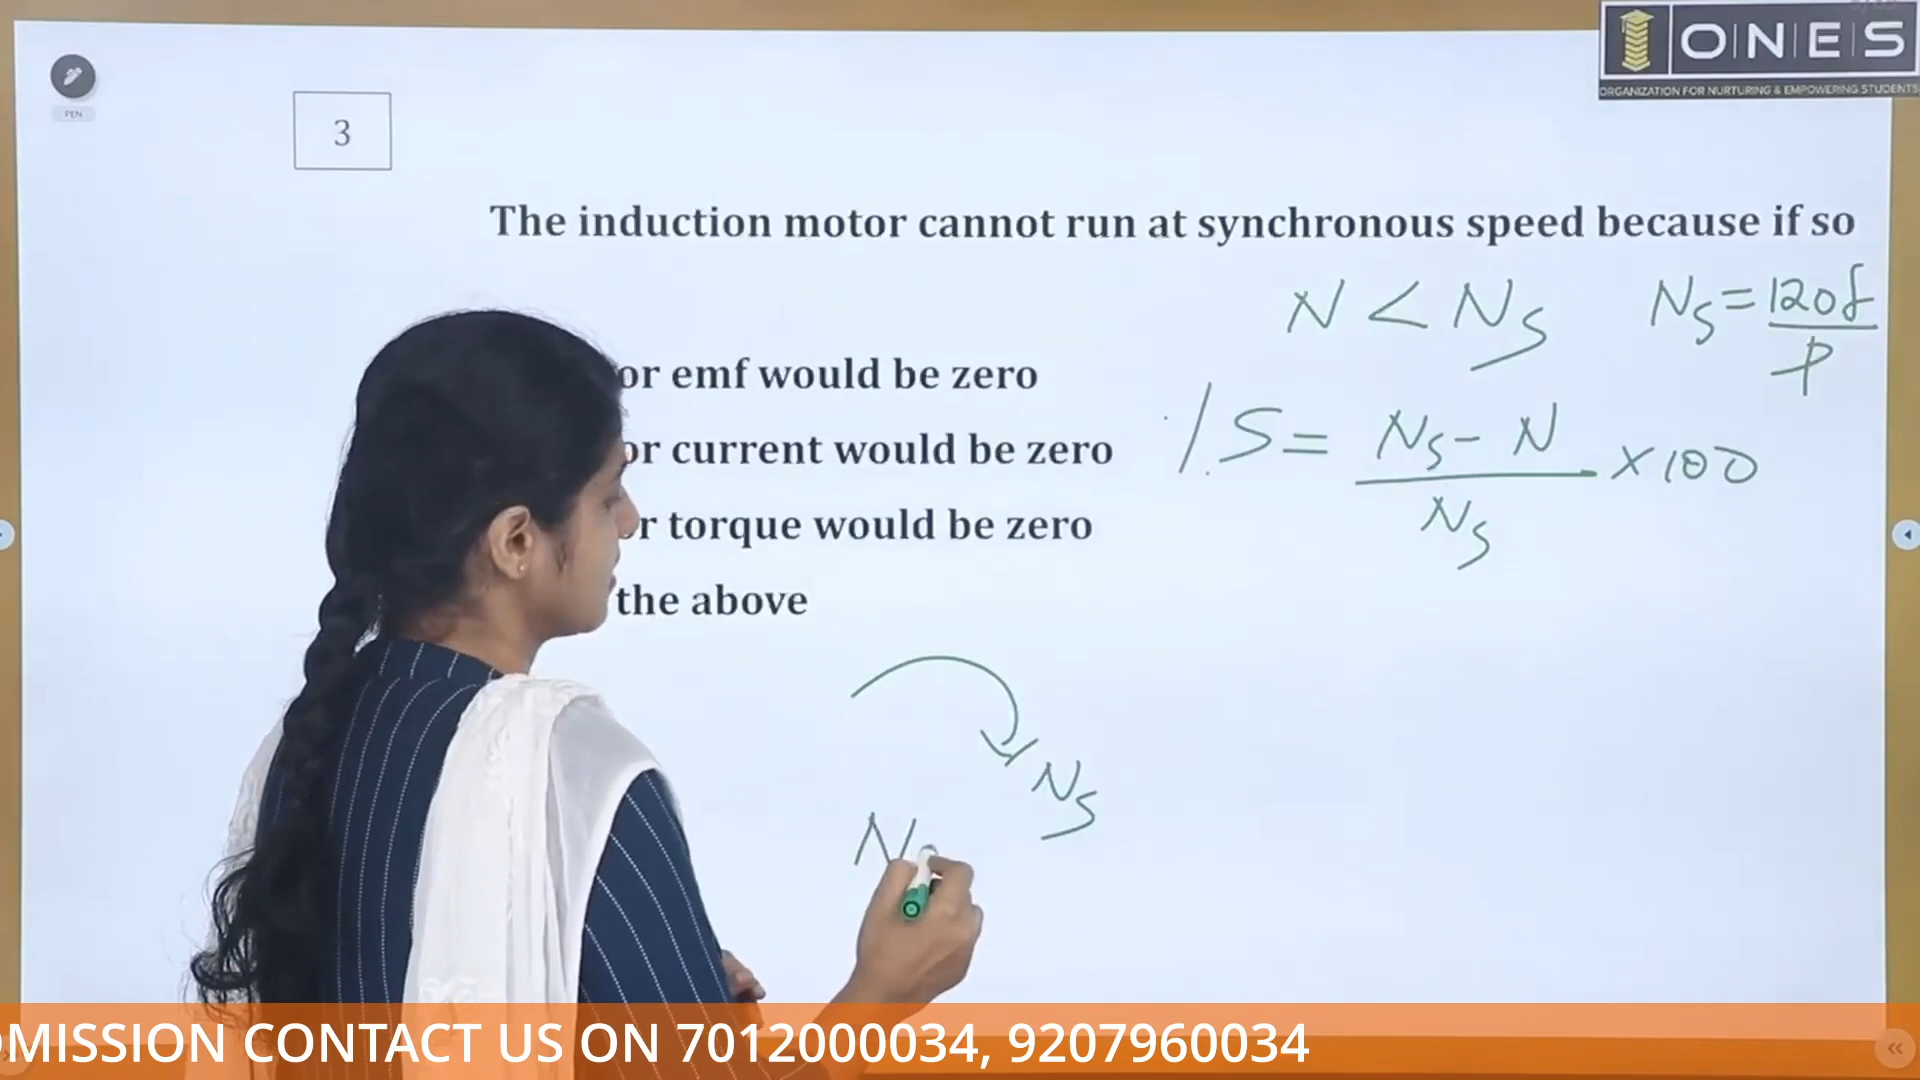 ONES
ORGANIZATION FOR NURTURING & EMPOWERING STUDENTS
PEN
3
The induction motor cannot run at synchronous speed because if so
N < NS NS = 120f/P
or emf would be zero
or current would be zero
% S = NS - N / NS × 100
r torque would be zero
the above
NS
N
MISSION CONTACT US ON 7012000034, 9207960034